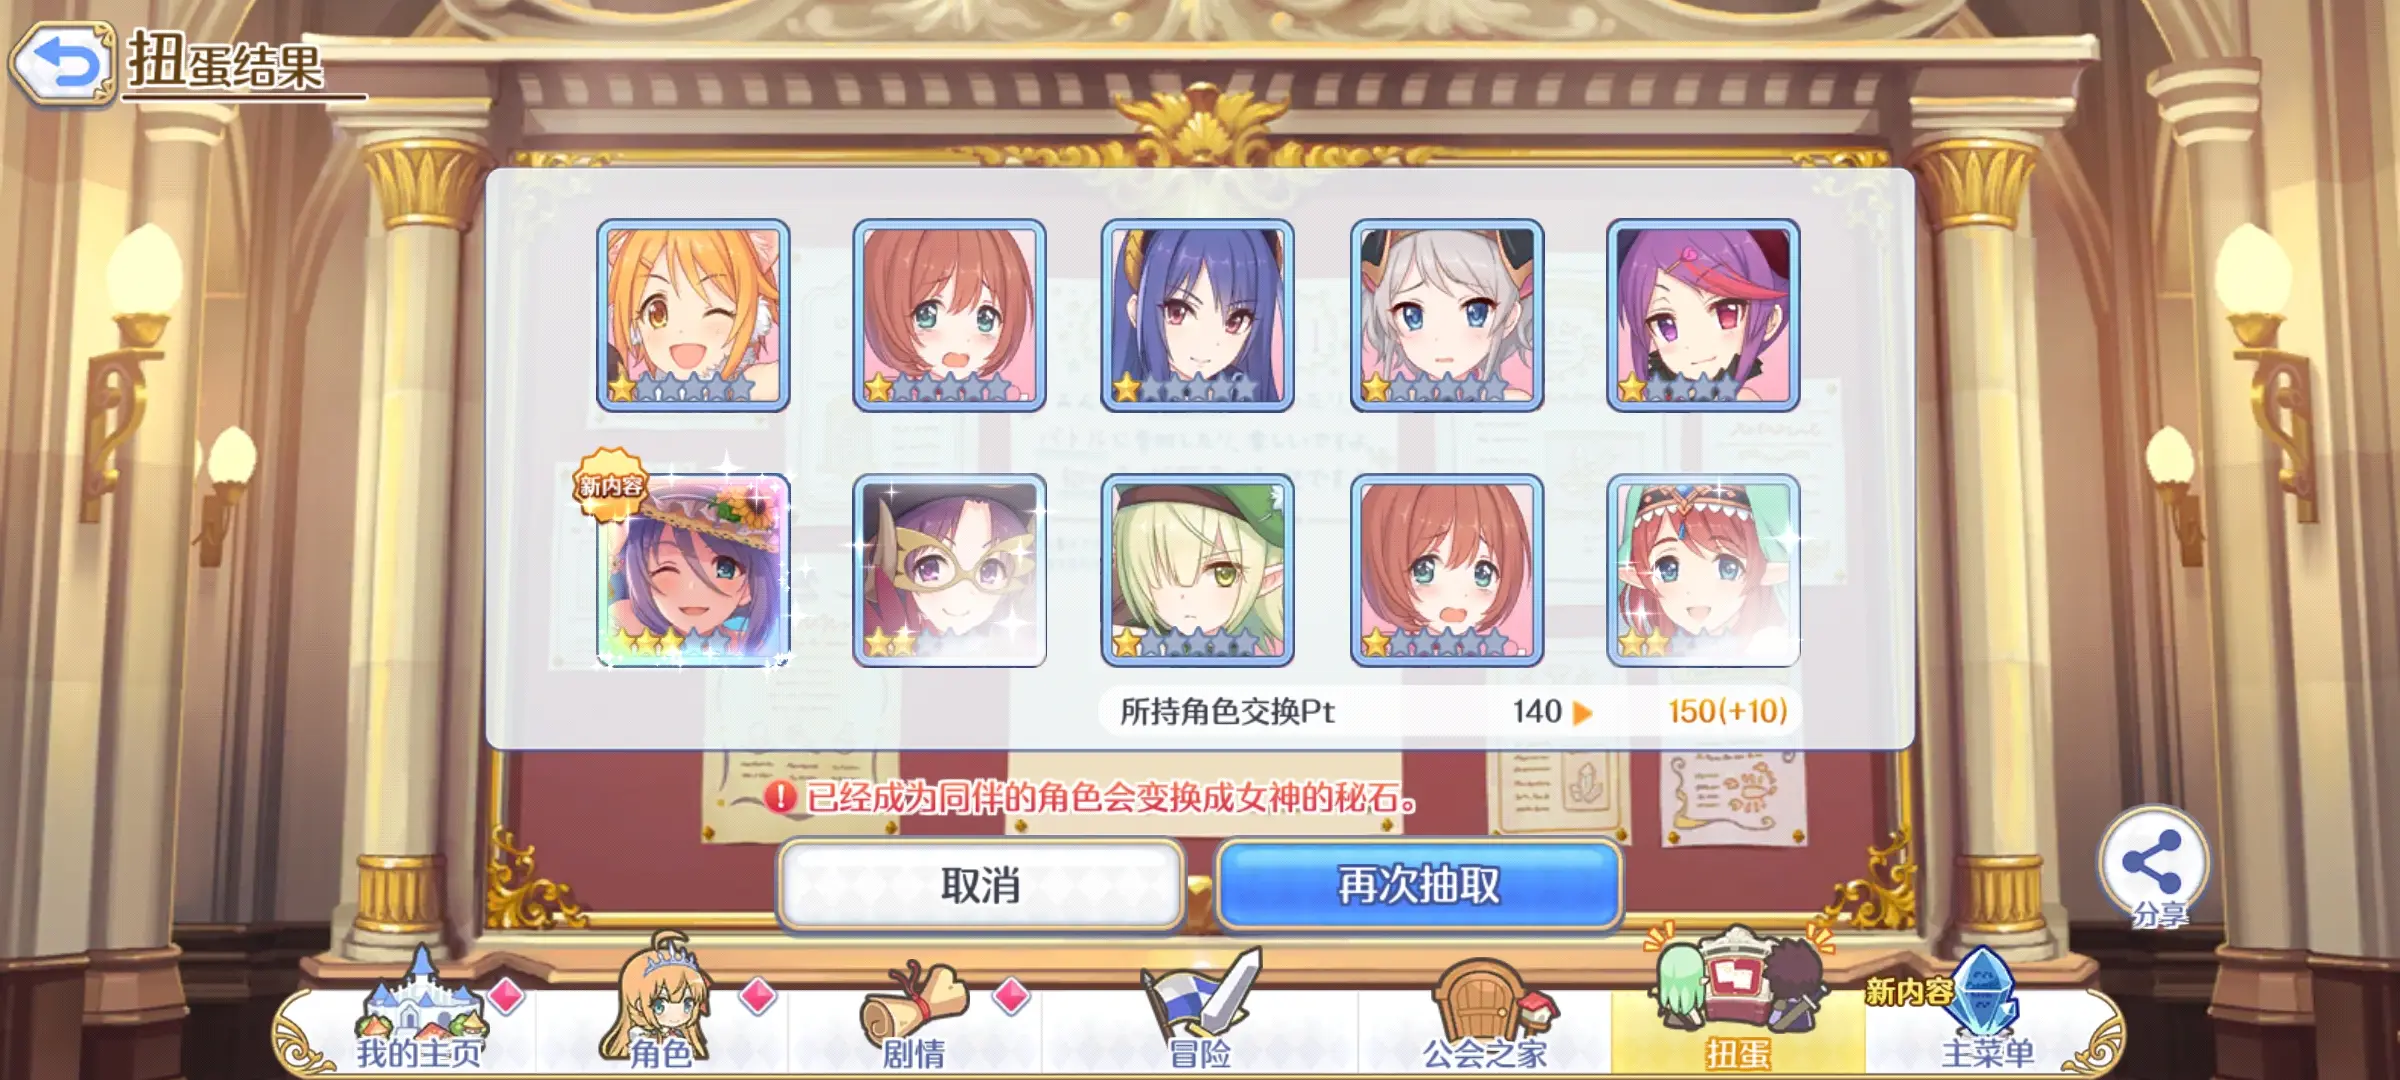 扭蛋结果
新内容
所持角色交换Pt 140 ▶ 150(+10)
! 已经成为同伴的角色会变换成女神的秘石。
取消
再次抽取
分享
我的主页
角色
剧情
冒险
公会之家
扭蛋
新内容
主菜单